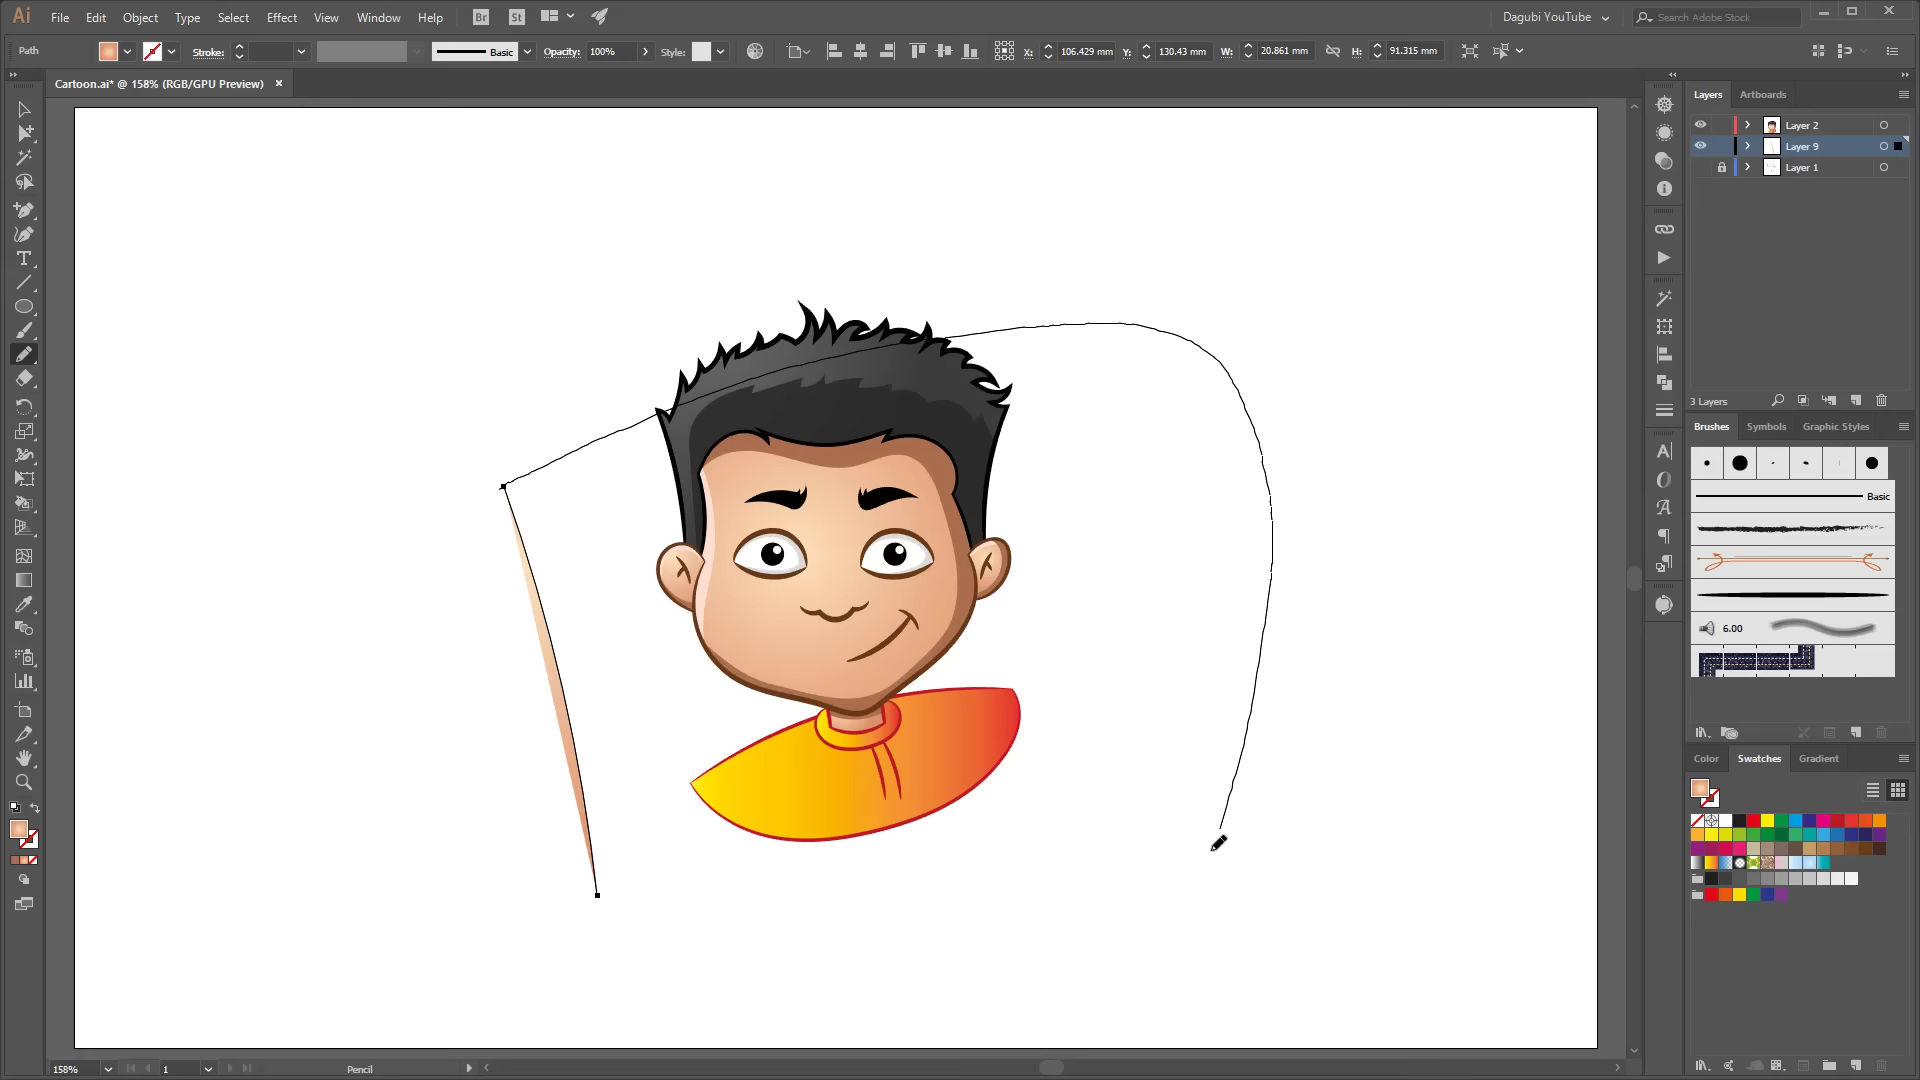 Ai File Edit Object Type Select Effect View Window Help Br St Dagubi YouTube Search Adobe Stock
Path Stroke: Basic Opacity: 100% Style: X: 106.429 mm Y: 130.43 mm W: 20.861 mm H: 91.315 mm
Cartoon.ai* @ 158% (RGB/GPU Preview)
Layers Artboards
Layer 2
Layer 9
Layer 1
3 Layers
Brushes Symbols Graphic Styles
Basic
6.00
Color Swatches Gradient
158% 1 Pencil